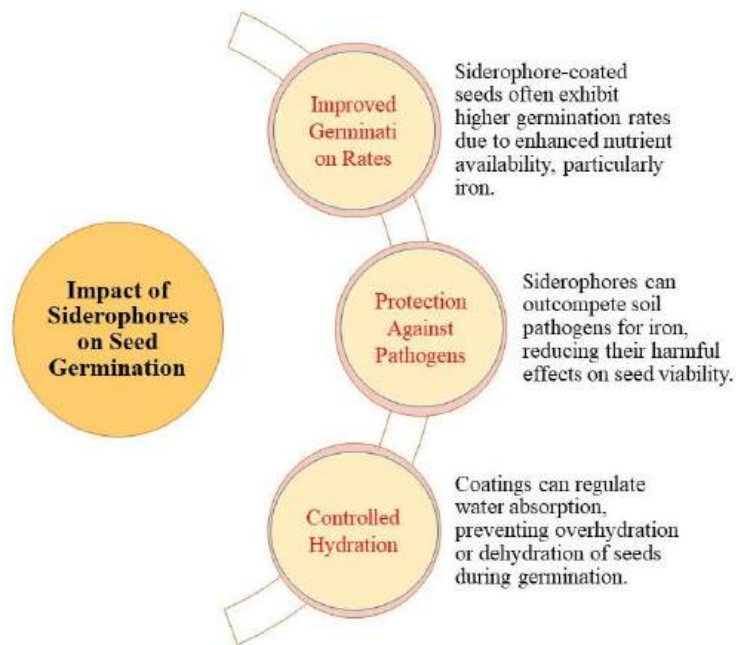 Impact of
Siderophores
on Seed
Germination
Improved
Germinati
on Rates
Siderophore-coated
seeds often exhibit
higher germination rates
due to enhanced nutrient
availability, particularly
iron.
Protection
Against
Pathogens
Siderophores can
outcompete soil
pathogens for iron,
reducing their harmful
effects on seed viability.
Controlled
Hydration
Coatings can regulate
water absorption,
preventing overhydration
or dehydration of seeds
during germination.